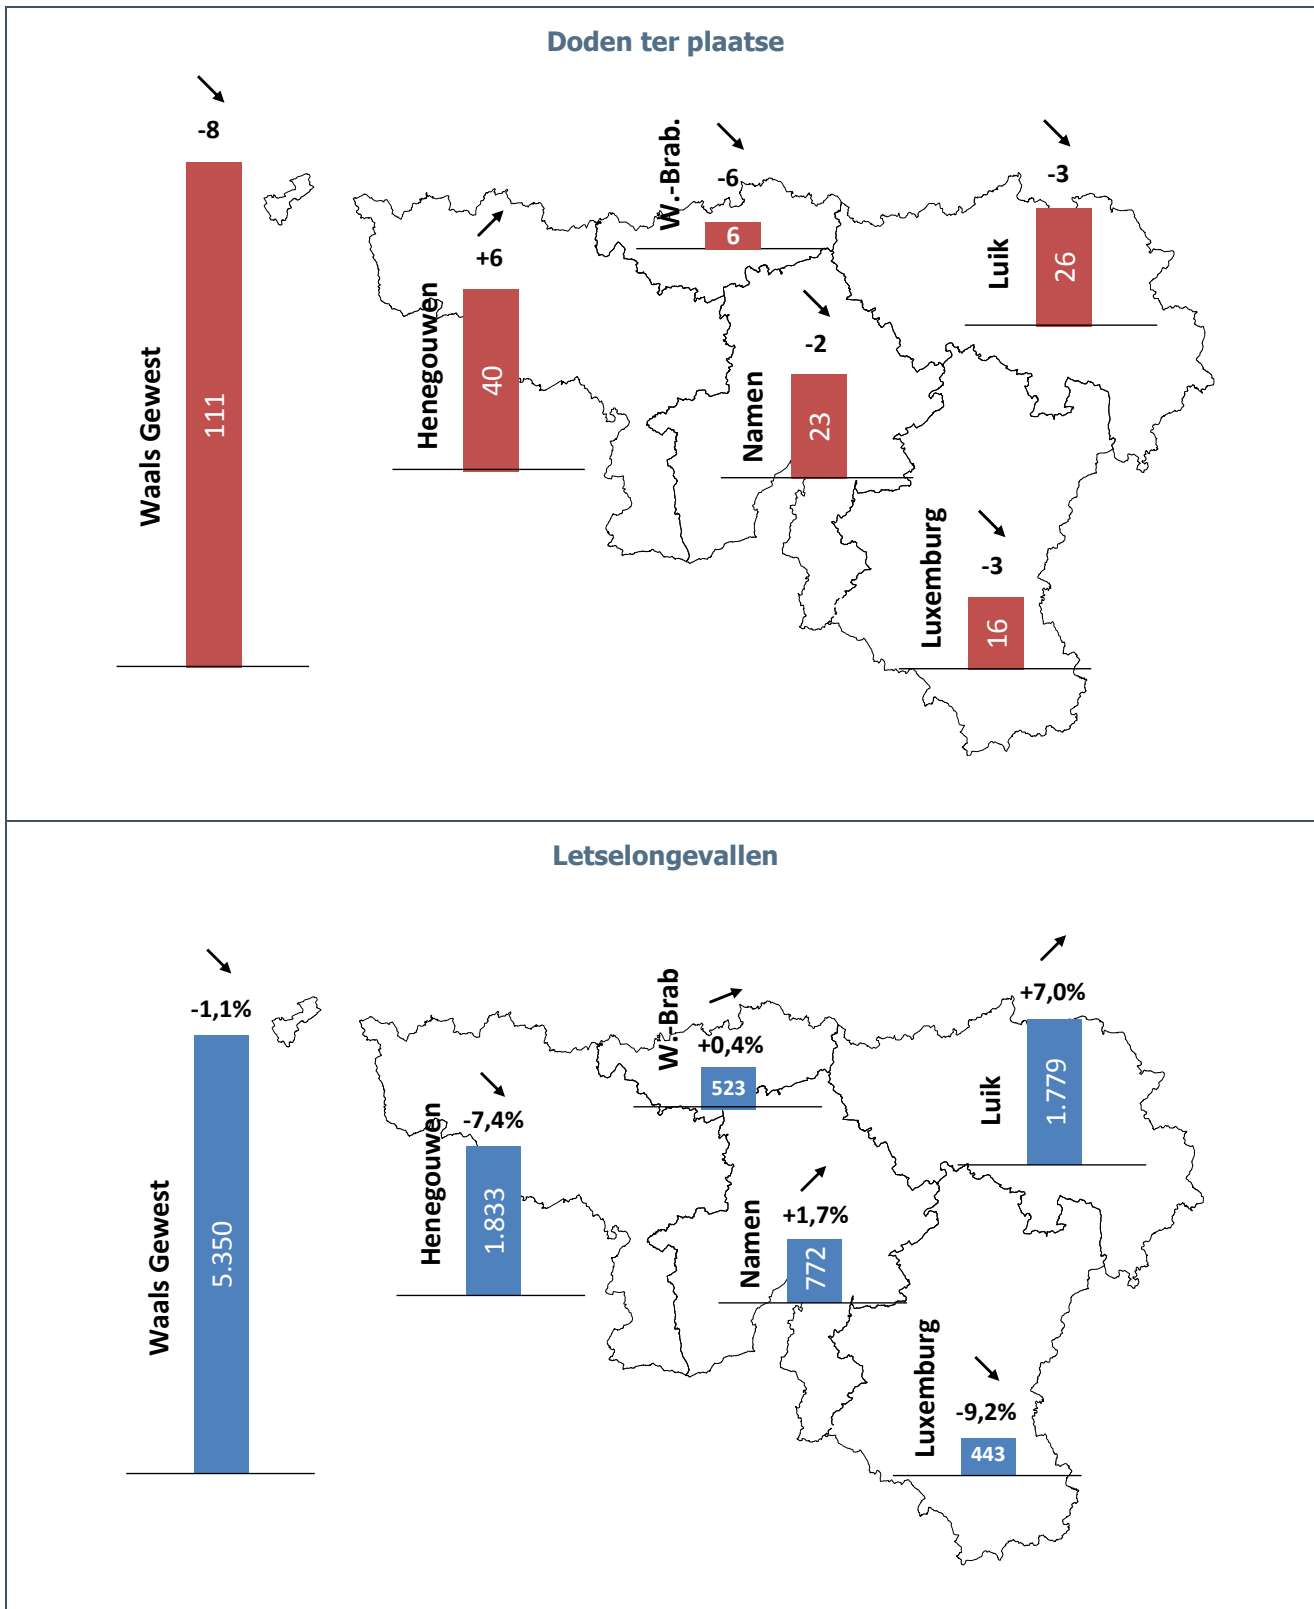 Doden ter plaatse
-8
111
Waals Gewest
+6
40
Henegouwen
W.-Brab.
-6
6
-3
26
Luik
-2
23
Namen
-3
16
Luxemburg
Letselongevallen
-1,1%
5.350
Waals Gewest
-7,4%
1.833
Henegouwen
W.-Brab
+0,4%
523
+7,0%
1.779
Luik
+1,7%
772
Namen
-9,2%
443
Luxemburg